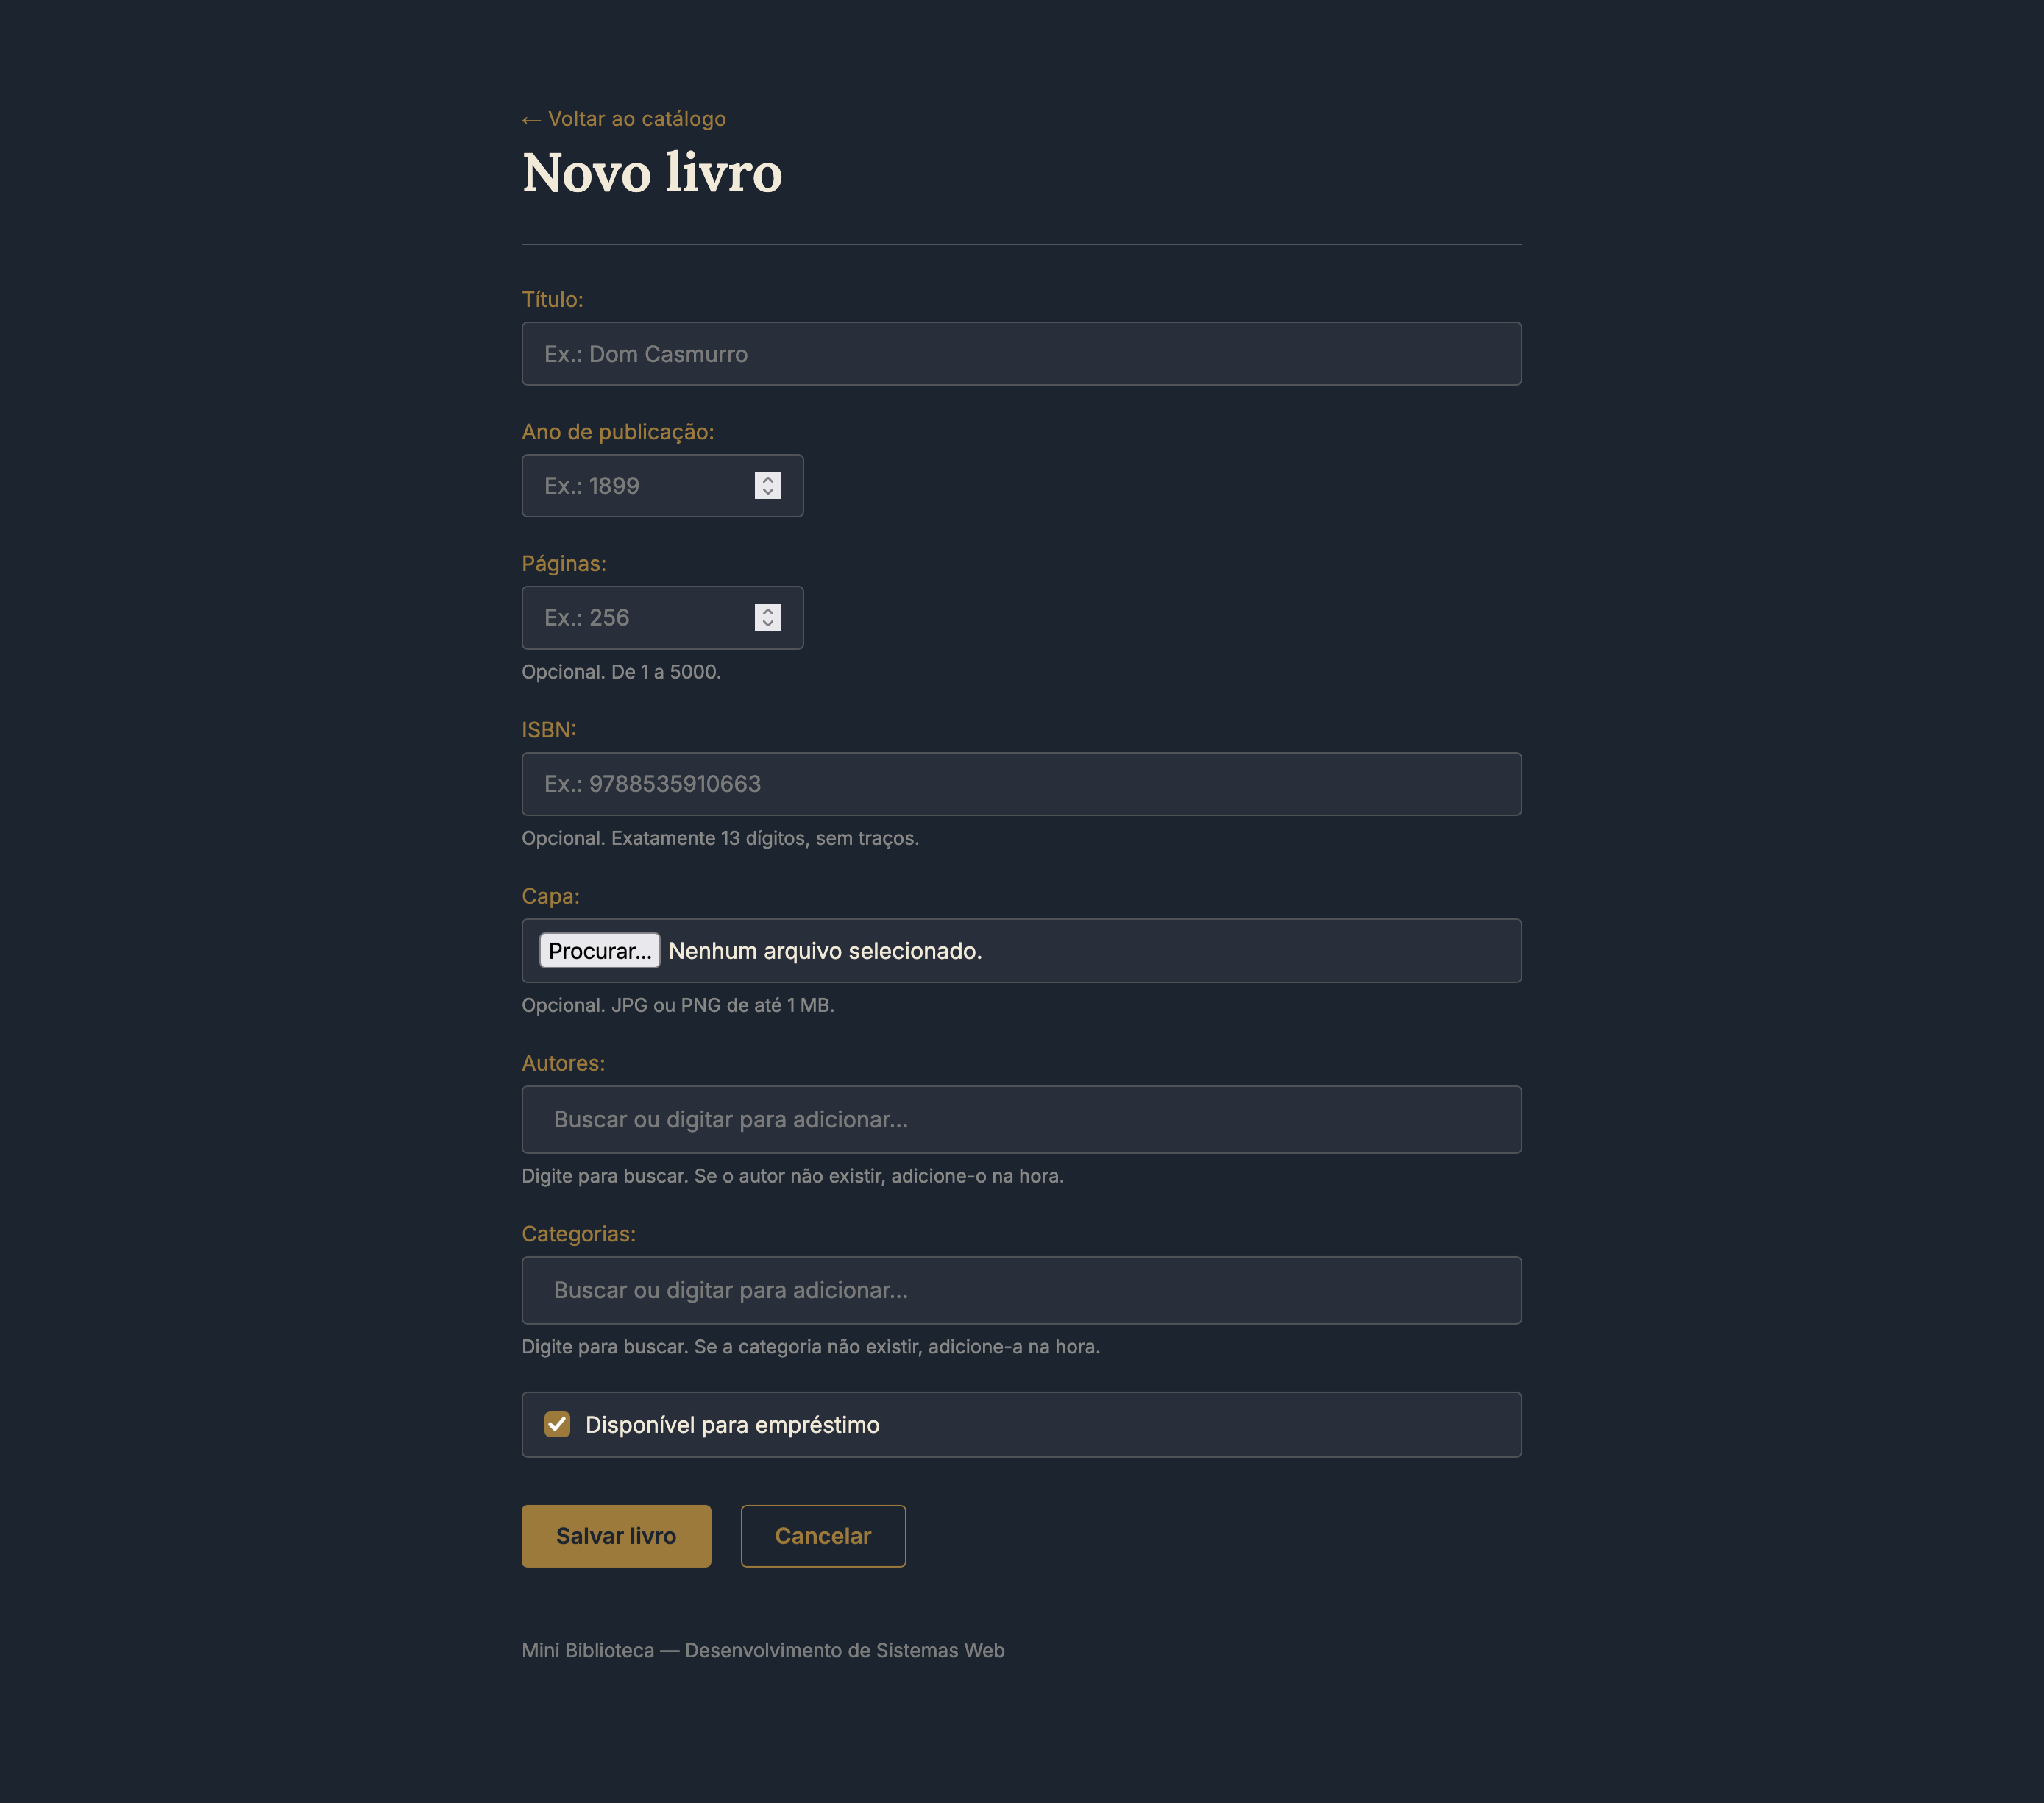 ← Voltar ao catálogo
Novo livro
Título:
Ex.: Dom Casmurro
Ano de publicação:
Ex.: 1899
Páginas:
Ex.: 256
Opcional. De 1 a 5000.
ISBN:
Ex.: 9788535910663
Opcional. Exatamente 13 dígitos, sem traços.
Capa:
Procurar... Nenhum arquivo selecionado.
Opcional. JPG ou PNG de até 1 MB.
Autores:
Buscar ou digitar para adicionar...
Digite para buscar. Se o autor não existir, adicione-o na hora.
Categorias:
Buscar ou digitar para adicionar...
Digite para buscar. Se a categoria não existir, adicione-a na hora.
Disponível para empréstimo
Salvar livro Cancelar
Mini Biblioteca — Desenvolvimento de Sistemas Web